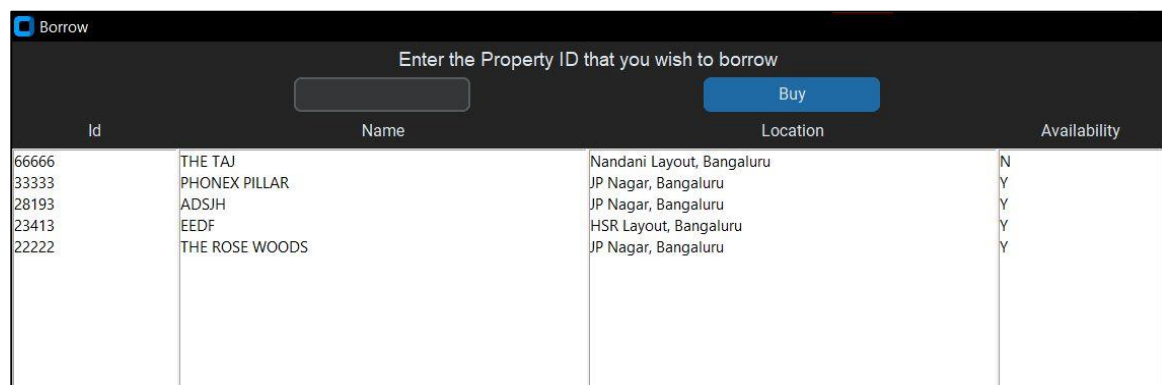 Borrow
Enter the Property ID that you wish to borrow
Buy
Id Name Location Availability
66666 THE TAJ Nandani Layout, Bangaluru N
33333 PHONEX PILLAR JP Nagar, Bangaluru Y
28193 ADSJH JP Nagar, Bangaluru Y
23413 EEDF HSR Layout, Bangaluru Y
22222 THE ROSE WOODS JP Nagar, Bangaluru Y